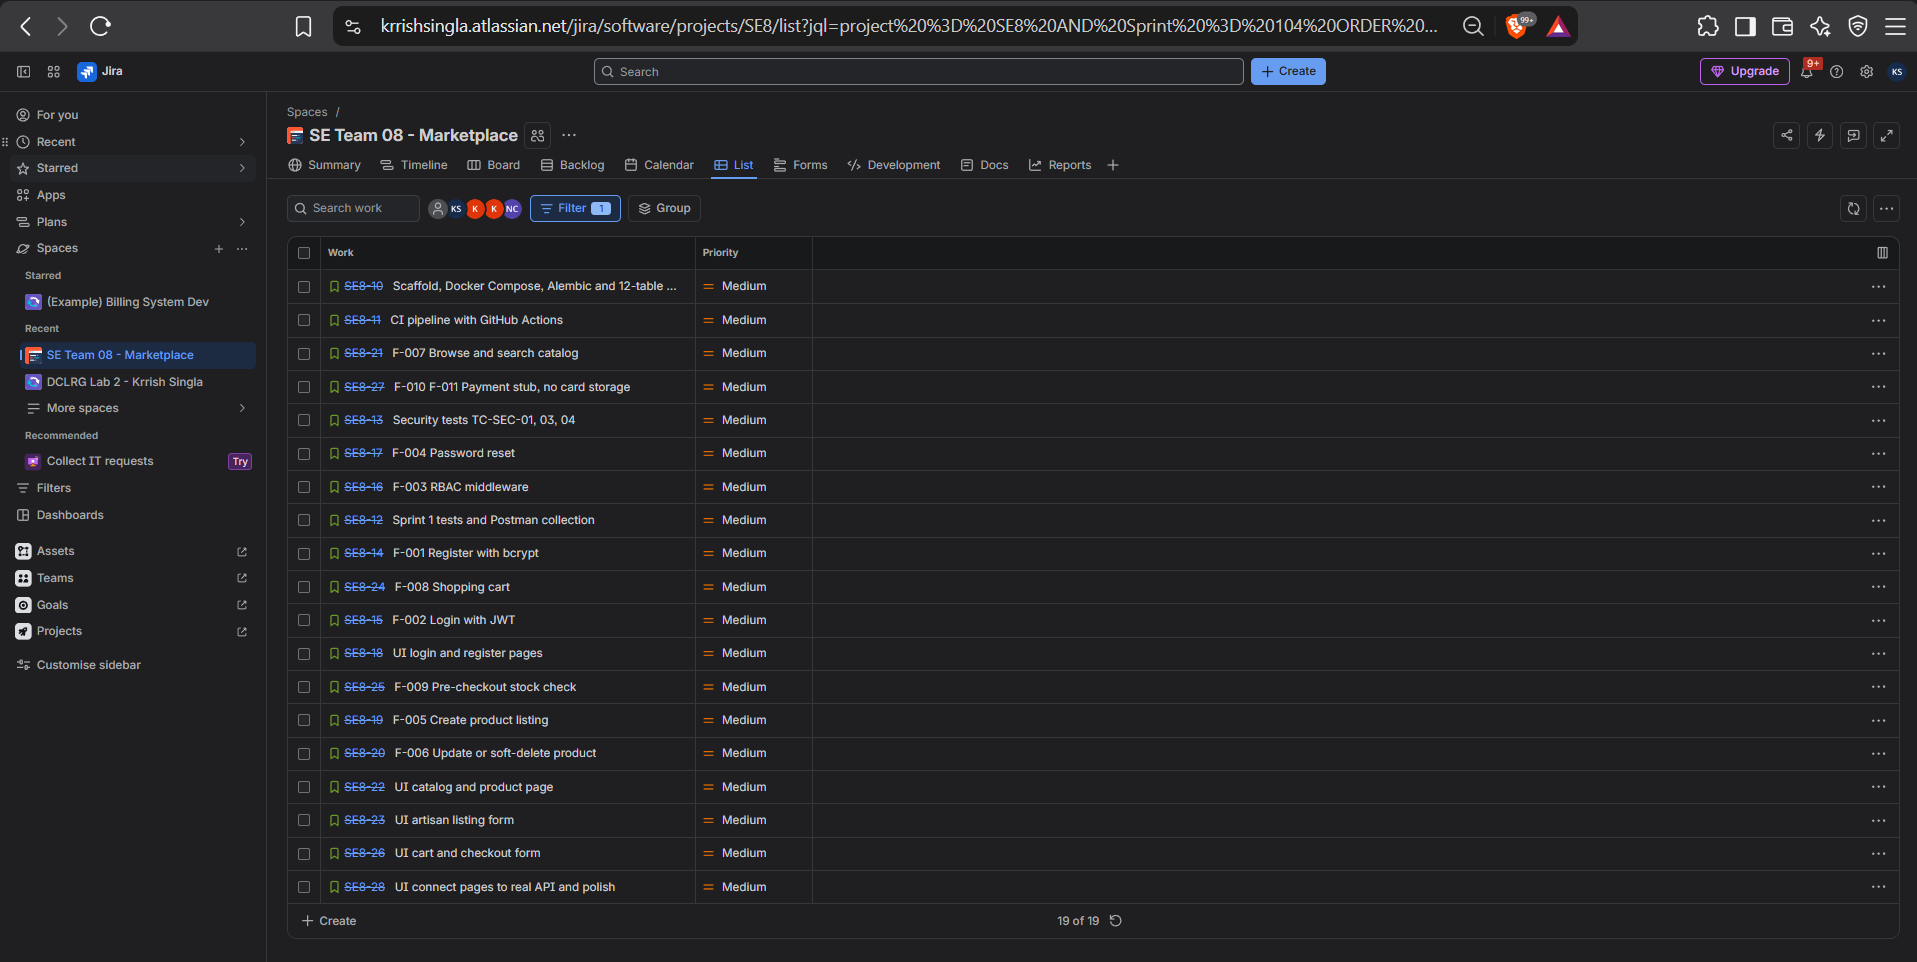 krrishsingla.atlassian.net/jira/software/projects/SE8/list?jql=project%20%3D%20SE8%20AND%20Sprint%20%3D%20104%20ORDER%20...
99+
Jira
Search
+ Create
Upgrade
9+
KS
For you
Recent
Starred
Apps
Plans
Spaces
Starred
(Example) Billing System Dev
Recent
SE Team 08 - Marketplace
DCLRG Lab 2 - Krrish Singla
More spaces
Recommended
Collect IT requests
Try
Filters
Dashboards
Assets
Teams
Goals
Projects
Customise sidebar
Spaces /
SE Team 08 - Marketplace
Summary Timeline Board Backlog Calendar List Forms Development Docs Reports
Search work KS K K NC Filter 1 Group
Work Priority
SE8-10 Scaffold, Docker Compose, Alembic and 12-table ... Medium
SE8-11 CI pipeline with GitHub Actions Medium
SE8-21 F-007 Browse and search catalog Medium
SE8-27 F-010 F-011 Payment stub, no card storage Medium
SE8-13 Security tests TC-SEC-01, 03, 04 Medium
SE8-17 F-004 Password reset Medium
SE8-16 F-003 RBAC middleware Medium
SE8-12 Sprint 1 tests and Postman collection Medium
SE8-14 F-001 Register with bcrypt Medium
SE8-24 F-008 Shopping cart Medium
SE8-15 F-002 Login with JWT Medium
SE8-18 UI login and register pages Medium
SE8-25 F-009 Pre-checkout stock check Medium
SE8-19 F-005 Create product listing Medium
SE8-20 F-006 Update or soft-delete product Medium
SE8-22 UI catalog and product page Medium
SE8-23 UI artisan listing form Medium
SE8-26 UI cart and checkout form Medium
SE8-28 UI connect pages to real API and polish Medium
+ Create
19 of 19